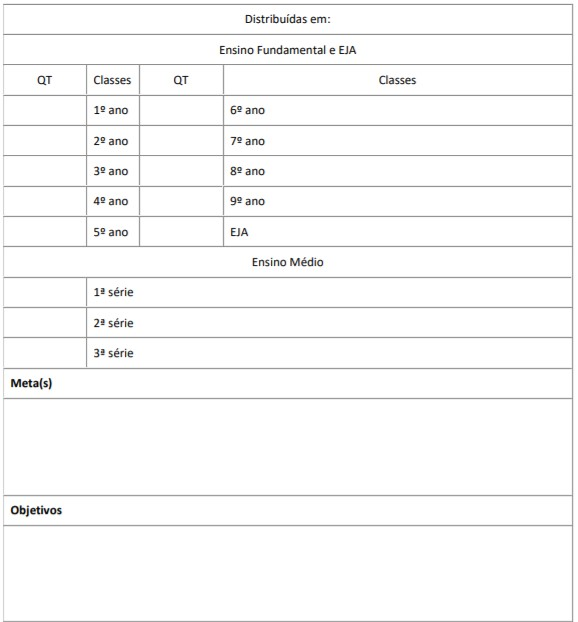 Distribuídas em:
Ensino Fundamental e EJA
QT Classes QT Classes
1º ano 6º ano
2º ano 7º ano
3º ano 8º ano
4º ano 9º ano
5º ano EJA
Ensino Médio
1ª série
2ª série
3ª série
Meta(s)
Objetivos